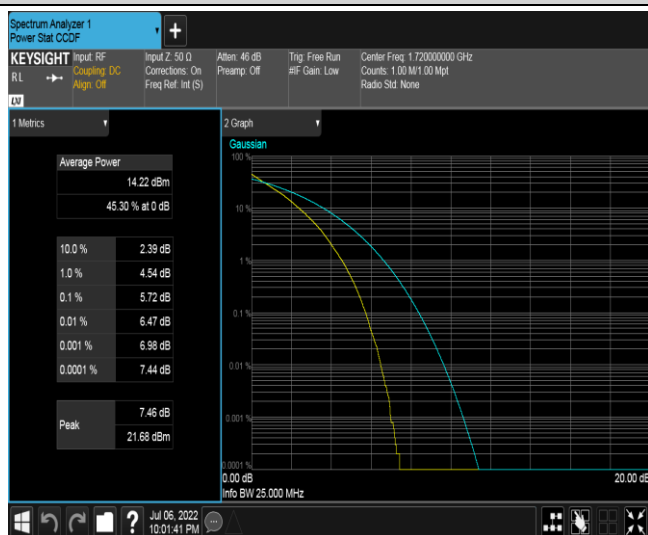 Spectrum Analyzer 1
Power Stat CCDF
+
KEYSIGHT
RL
LXI
Input: RF
Coupling: DC
Align: Off
Input Z: 50 Ω
Corrections: On
Freq Ref: Int (S)
Atten: 46 dB
Preamp: Off
Trig: Free Run
#IF Gain: Low
Center Freq: 1.720000000 GHz
Counts: 1.00 M/1.00 Mpt
Radio Std: None
1 Metrics
Average Power
14.22 dBm
45.30 % at 0 dB
10.0 % 2.39 dB
1.0 % 4.54 dB
0.1 % 5.72 dB
0.01 % 6.47 dB
0.001 % 6.98 dB
0.0001 % 7.44 dB
Peak
7.46 dB
21.68 dBm
2 Graph
Gaussian
100 %
10 %
1 %
0.1 %
0.01 %
0.001 %
0.0001 %
0.00 dB 20.00 dB
Info BW 25.000 MHz
?
Jul 06, 2022
10:01:41 PM